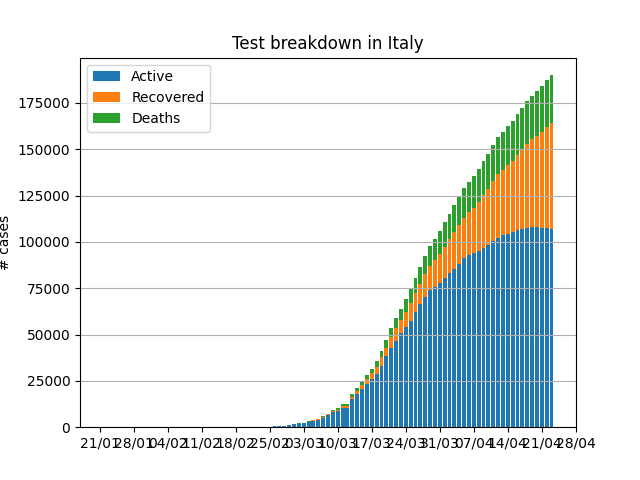 Test breakdown in Italy
Active
Recovered
Deaths
175000
150000
125000
100000
75000
50000
25000
0
# cases
21/01 28/01 04/02 11/02 18/02 25/02 03/03 10/03 17/03 24/03 31/03 07/04 14/04 21/04 28/04